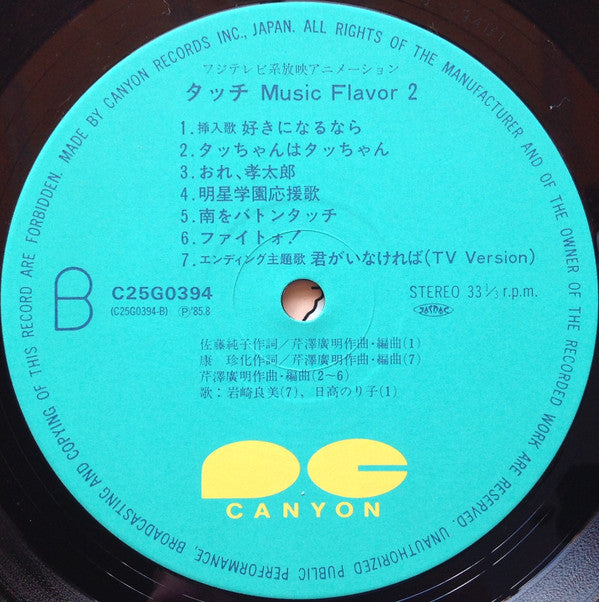 MADE BY CANYON RECORDS INC., JAPAN. ALL RIGHTS OF THE MANUFACTURER AND OF THE OWNER OF THE RECORDED WORK ARE RESERVED. UNAUTHORIZED PUBLIC PERFORMANCE, BROADCASTING AND COPYING OF THIS RECORD ARE FORBIDDEN.
フジテレビ系放映アニメーション
タッチ Music Flavor 2
1. 挿入歌 好きになるなら
2. タッちゃんはタッちゃん
3. おれ、孝太郎
4. 明星学園応援歌
5. 南をバトンタッチ
6. ファイトォ!
7. エンディング主題歌 君がいなければ(TV Version)
B
C25G0394
(C25G0394-B) Ⓟ'85.8
STEREO 33 1/3 r.p.m.
JASRAC
佐藤純子作詞/芹澤廣明作曲・編曲(1)
康 珍化作詞/芹澤廣明作曲・編曲(7)
芹澤廣明作曲・編曲(2~6)
歌:岩崎良美(7)、日高のり子(1)
CANYON